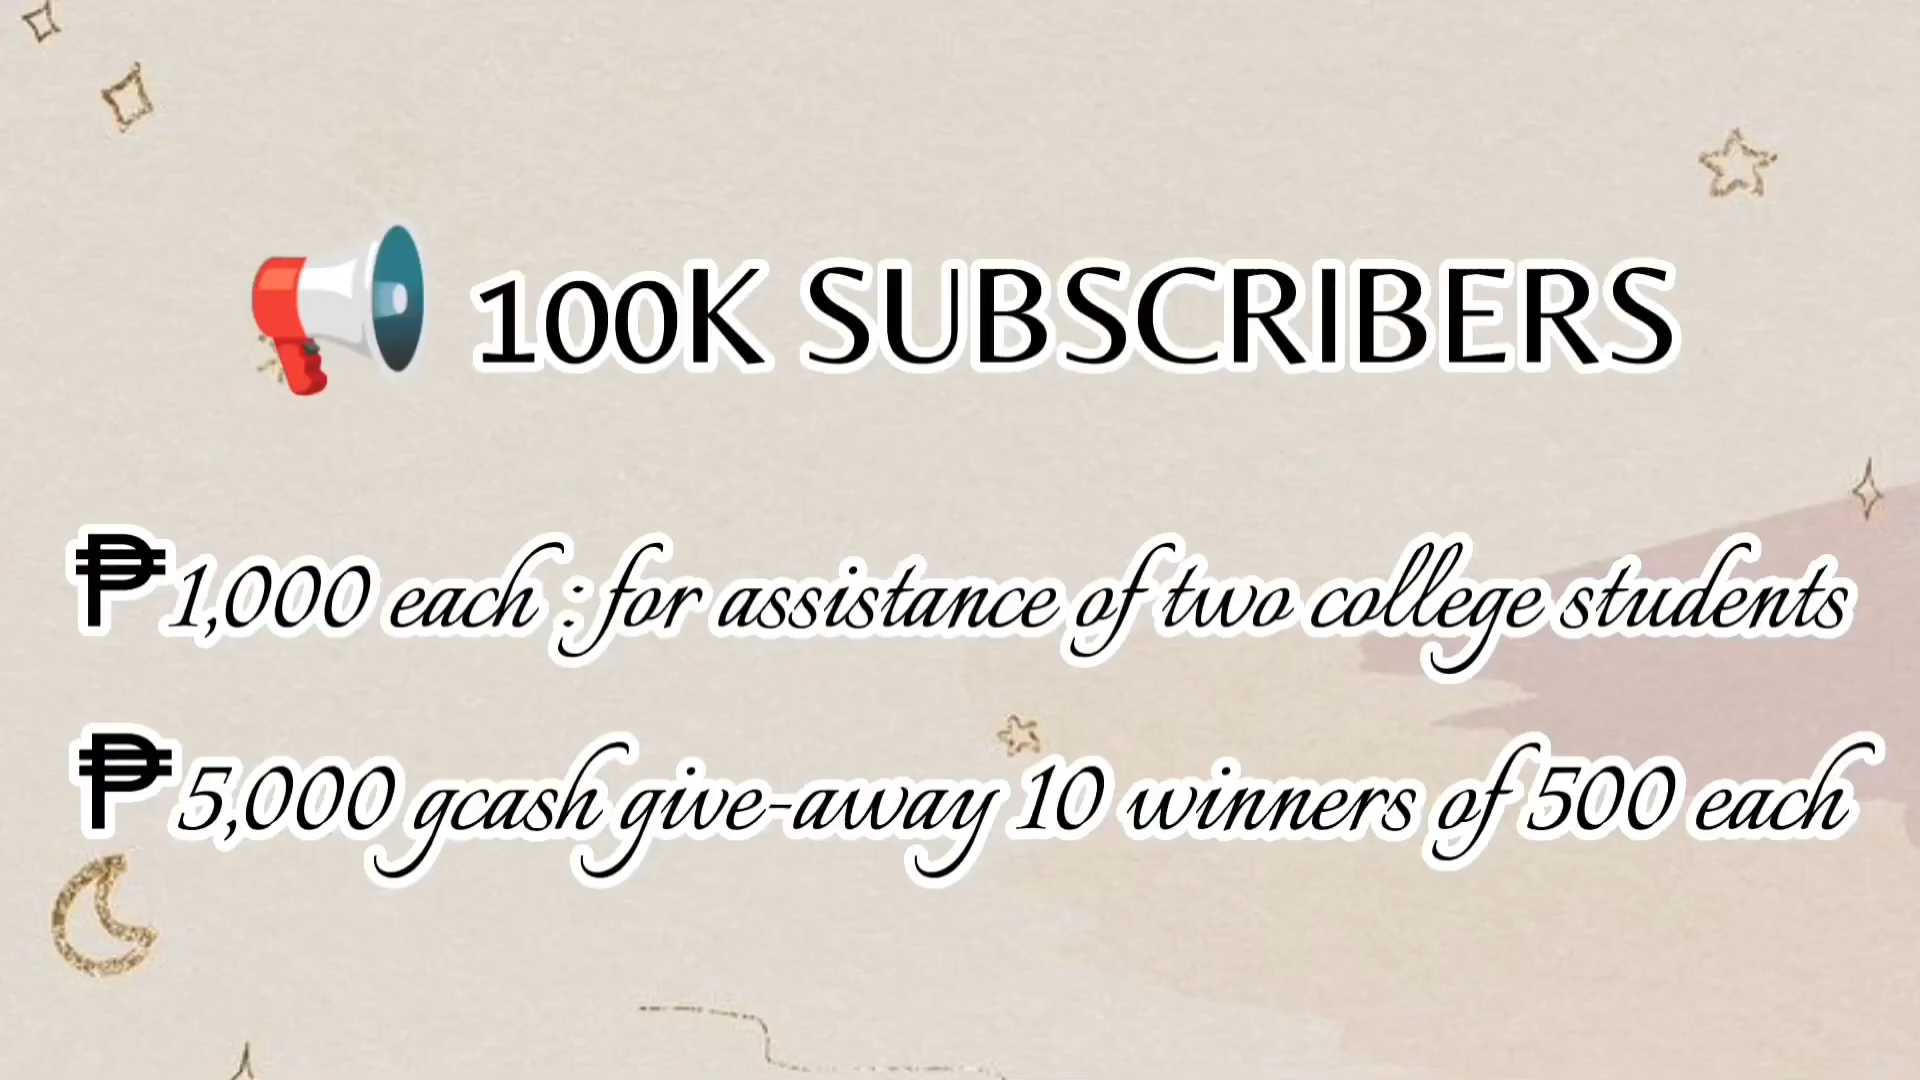 📢 100K SUBSCRIBERS
₱1,000 each : for assistance of two college students
₱5,000 gcash give-away 10 winners of 500 each